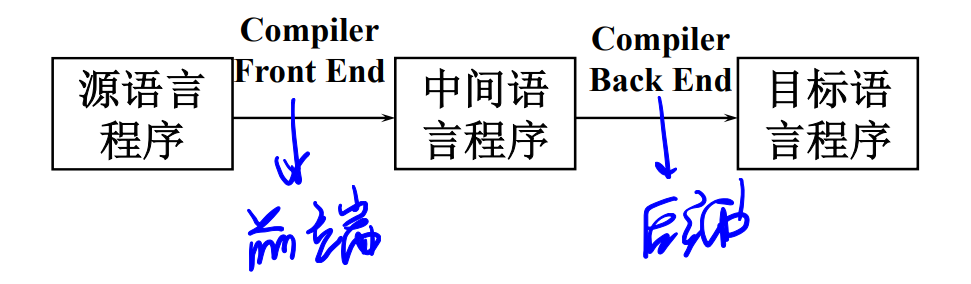 Compiler
Front End
Compiler
Back End
源语言
程序
中间语
言程序
目标语
言程序
前端
后端